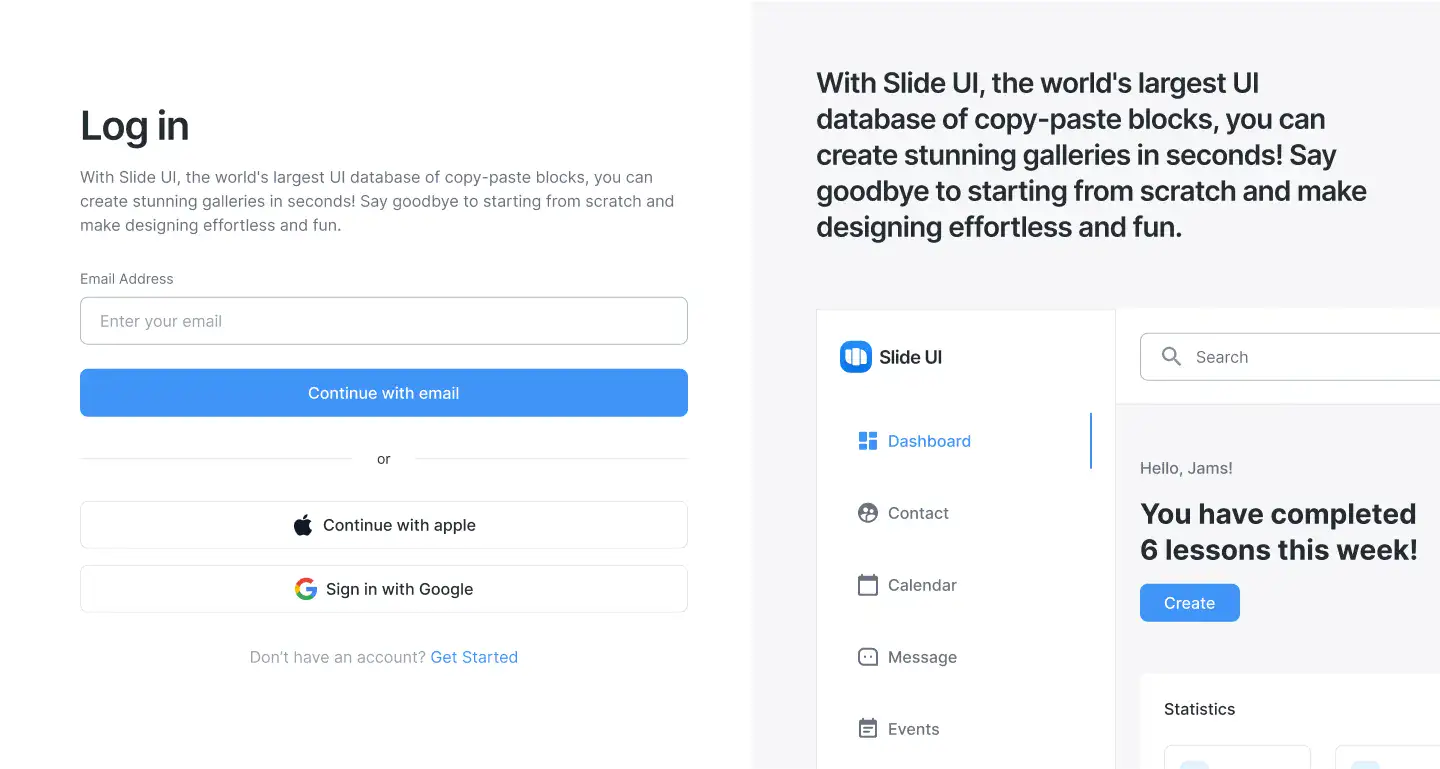 Log in
With Slide UI, the world's largest UI database of copy-paste blocks, you can
create stunning galleries in seconds! Say goodbye to starting from scratch and
make designing effortless and fun.
Email Address
Enter your email
Continue with email
or
Continue with apple
Sign in with Google
Don't have an account? Get Started
With Slide UI, the world's largest UI
database of copy-paste blocks, you can
create stunning galleries in seconds! Say
goodbye to starting from scratch and make
designing effortless and fun.
Slide UI
Dashboard
Contact
Calendar
Message
Events
Search
Hello, Jams!
You have completed
6 lessons this week!
Create
Statistics